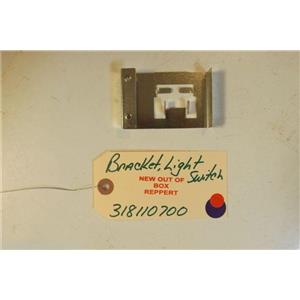 Bracket, Light
Switch
NEW OUT OF
BOX
REPPERT
318110700